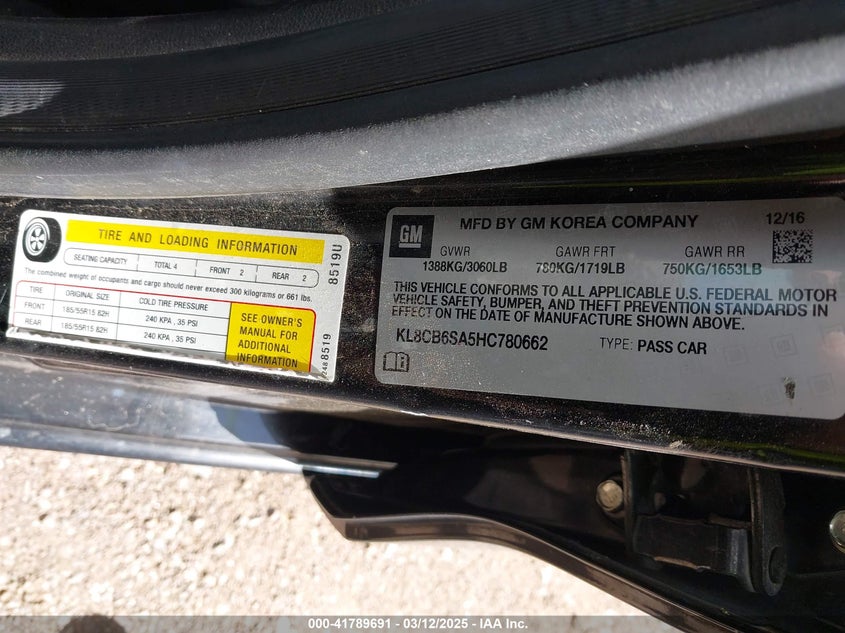 TIRE AND LOADING INFORMATION
SEATING CAPACITY TOTAL 4 FRONT 2 REAR 2
The combined weight of occupants and cargo should never exceed 300 kilograms or 661 lbs.
TIRE ORIGINAL SIZE COLD TIRE PRESSURE
FRONT 185/55R15 82H 240 KPA , 35 PSI
REAR 185/55R15 82H 240 KPA , 35 PSI
SEE OWNER'S
MANUAL FOR
ADDITIONAL
INFORMATION
8519U
2488519
GM
MFD BY GM KOREA COMPANY 12/16
GVWR GAWR FRT GAWR RR
1388KG/3060LB 780KG/1719LB 750KG/1653LB
THIS VEHICLE CONFORMS TO ALL APPLICABLE U.S. FEDERAL MOTOR
VEHICLE SAFETY, BUMPER, AND THEFT PREVENTION STANDARDS IN
EFFECT ON THE DATE OF MANUFACTURE SHOWN ABOVE.
KL8CB6SA5HC780662 TYPE: PASS CAR
000-41789691 - 03/12/2025 - IAA Inc.